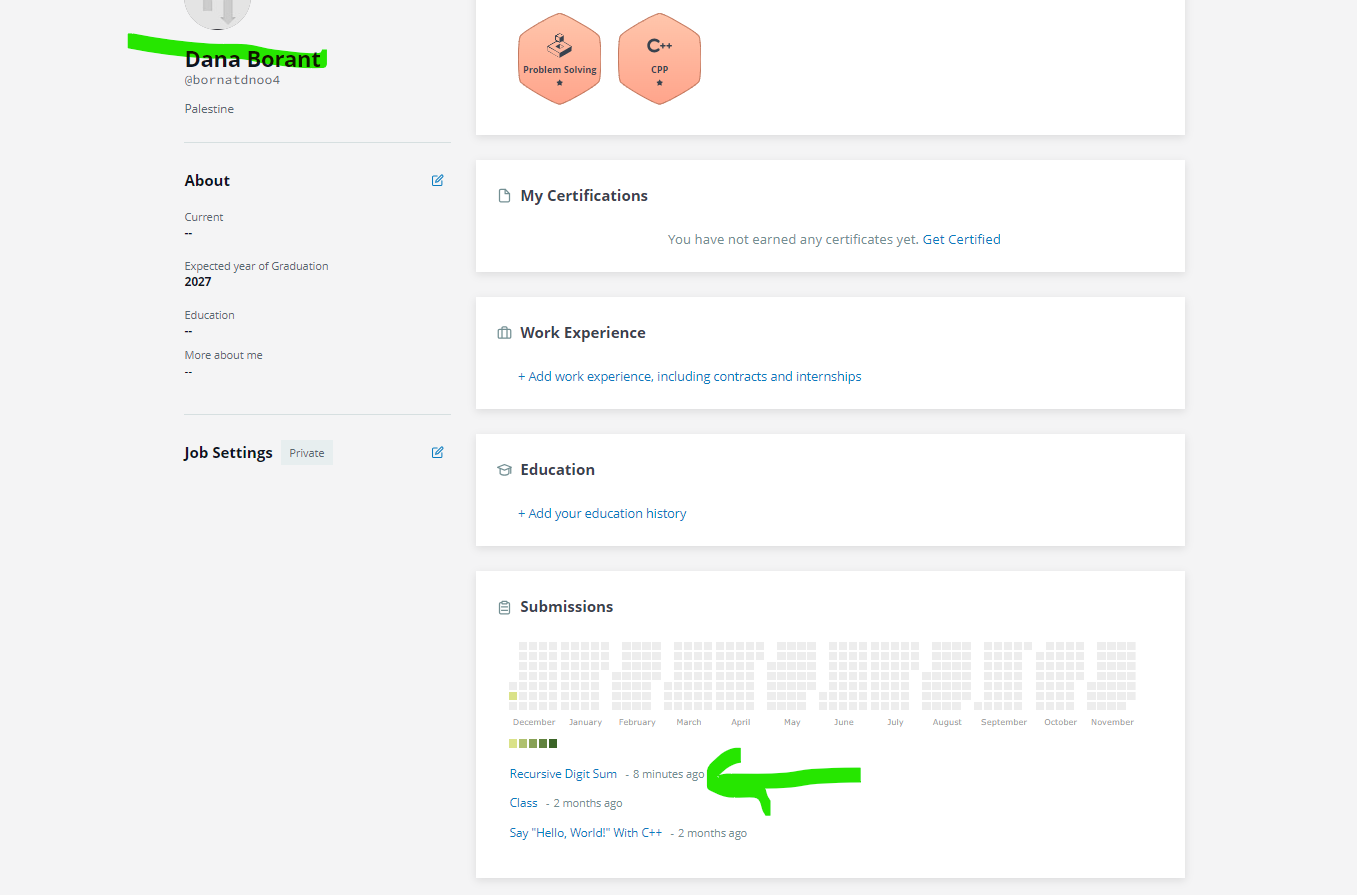 Dana Borant
@bornatdnoo4
Palestine
About
Current
--
Expected year of Graduation
2027
Education
--
More about me
--
Job Settings Private
Problem Solving
C++
CPP
My Certifications
You have not earned any certificates yet. Get Certified
Work Experience
+ Add work experience, including contracts and internships
Education
+ Add your education history
Submissions
December January February March April May June July August September October November
Recursive Digit Sum - 8 minutes ago
Class - 2 months ago
Say "Hello, World!" With C++ - 2 months ago